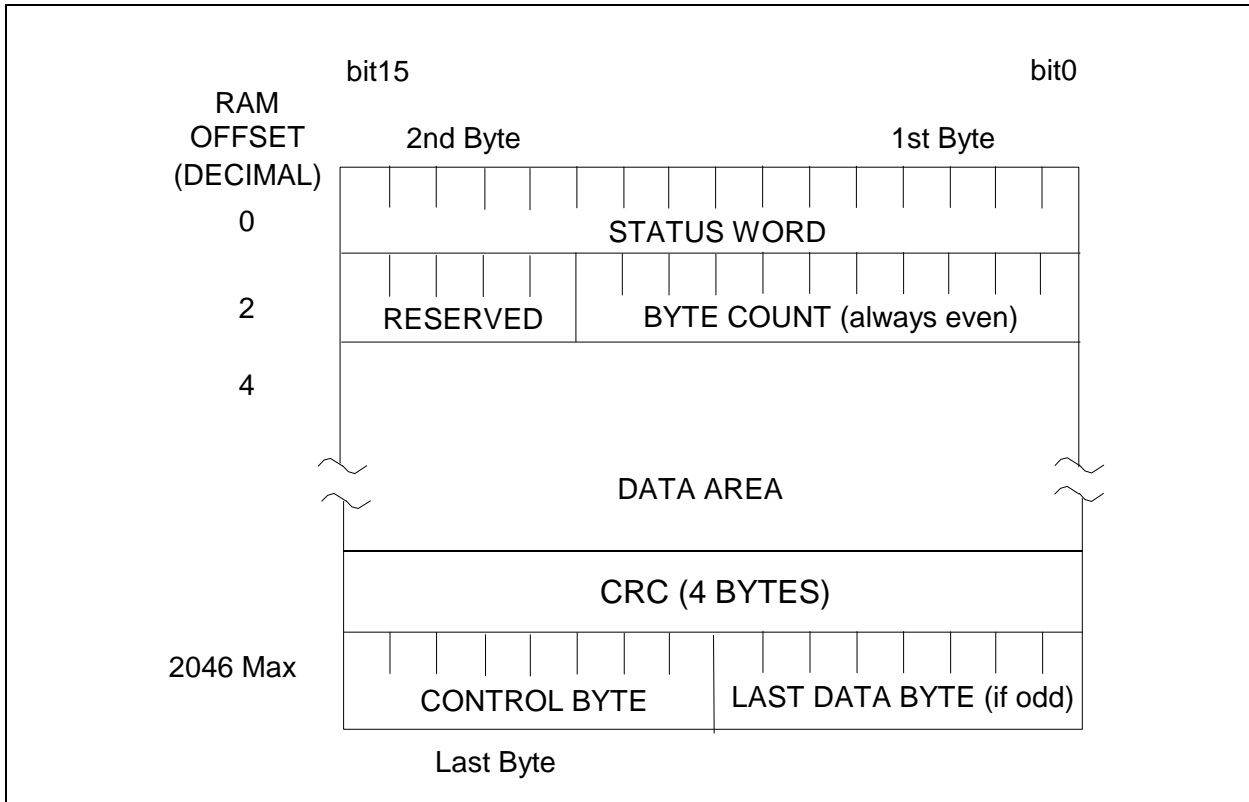 bit15 bit0
RAM
OFFSET
(DECIMAL)
2nd Byte 1st Byte
0
STATUS WORD
2
RESERVED BYTE COUNT (always even)
4
DATA AREA
CRC (4 BYTES)
2046 Max
CONTROL BYTE LAST DATA BYTE (if odd)
Last Byte